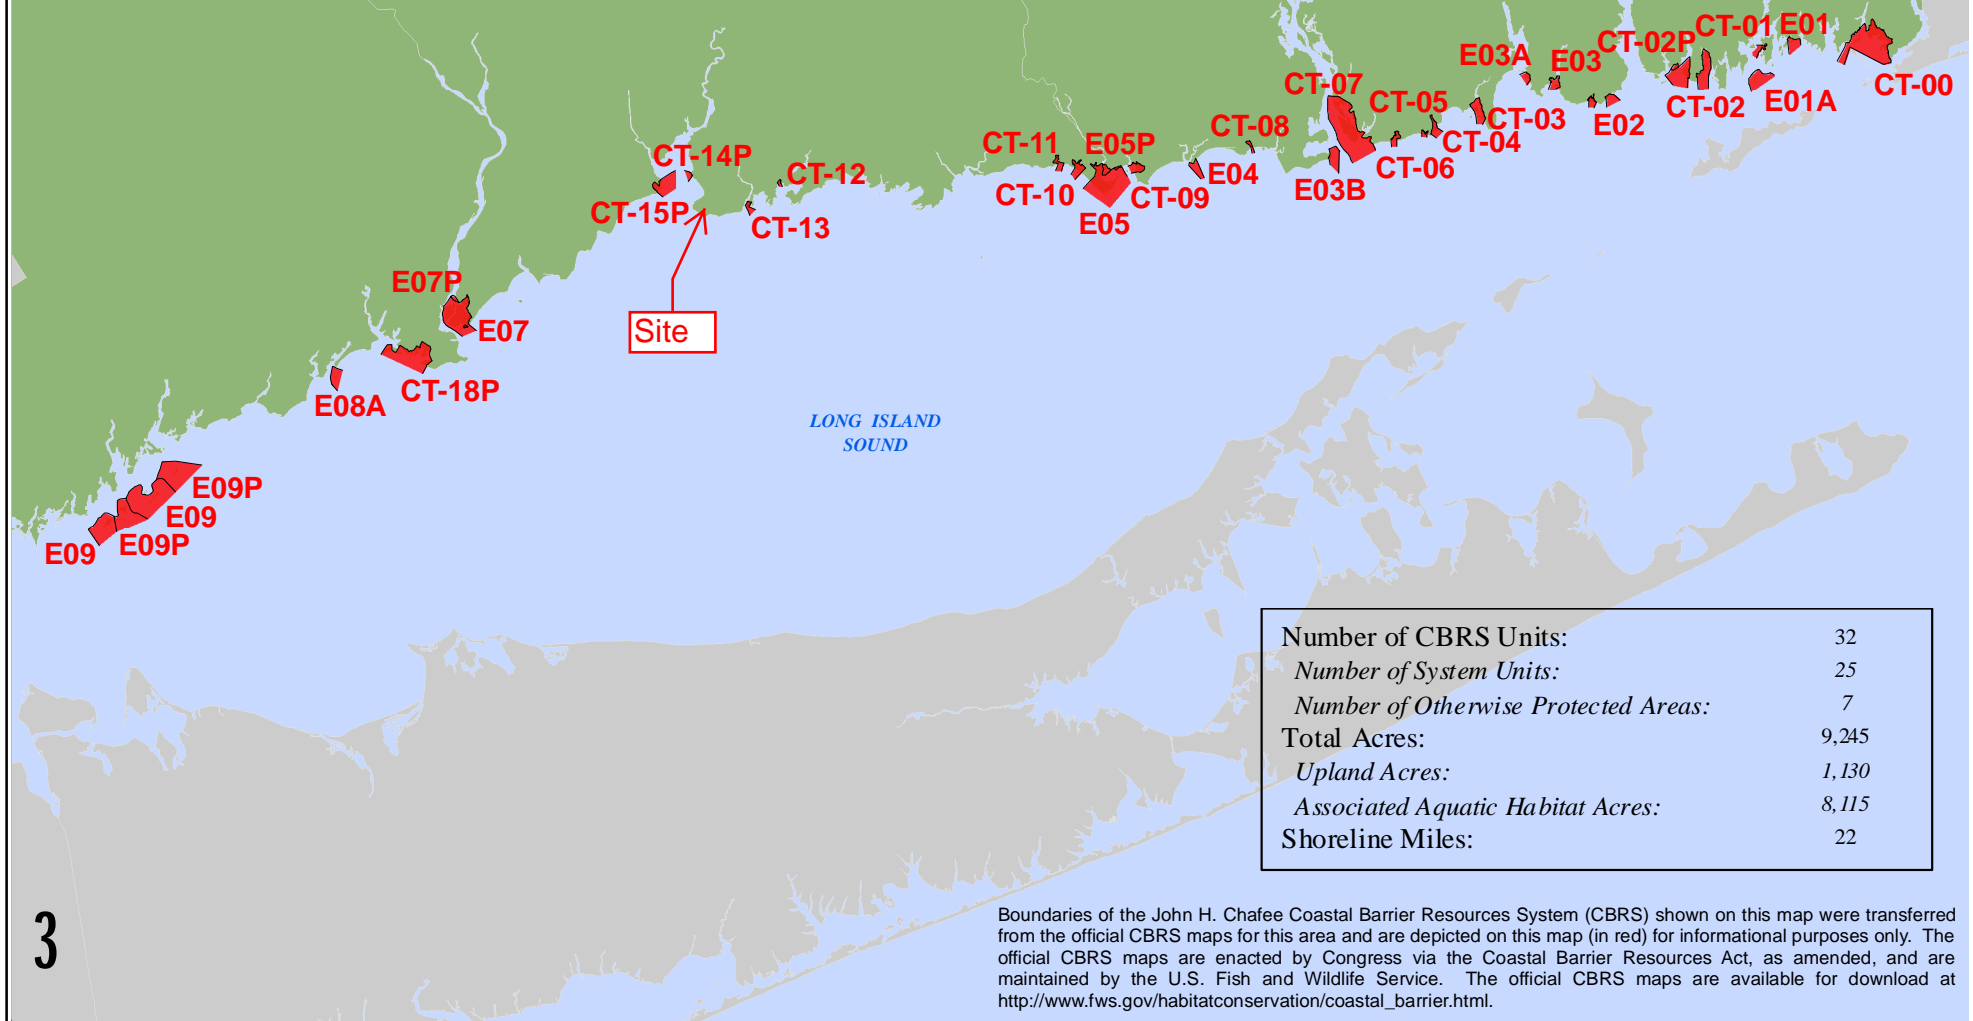 CT-01
E01
CT-02P
E03A
E03
CT-07
CT-00
CT-05
CT-02
E01A
CT-03
E02
CT-08
CT-04
CT-11
E05P
CT-06
CT-14P
CT-12
E04
E03B
CT-10
CT-09
CT-15P
CT-13
E05
E07P
Site
E07
CT-18P
E08A
LONG ISLAND
SOUND
E09P
E09
E09P
E09
Number of CBRS Units: 32
Number of System Units: 25
Number of Otherwise Protected Areas: 7
Total Acres: 9,245
Upland Acres: 1,130
Associated Aquatic Habitat Acres: 8,115
Shoreline Miles: 22
3
Boundaries of the John H. Chafee Coastal Barrier Resources System (CBRS) shown on this map were transferred
from the official CBRS maps for this area and are depicted on this map (in red) for informational purposes only. The
official CBRS maps are enacted by Congress via the Coastal Barrier Resources Act, as amended, and are
maintained by the U.S. Fish and Wildlife Service. The official CBRS maps are available for download at
http://www.fws.gov/habitatconservation/coastal_barrier.html.